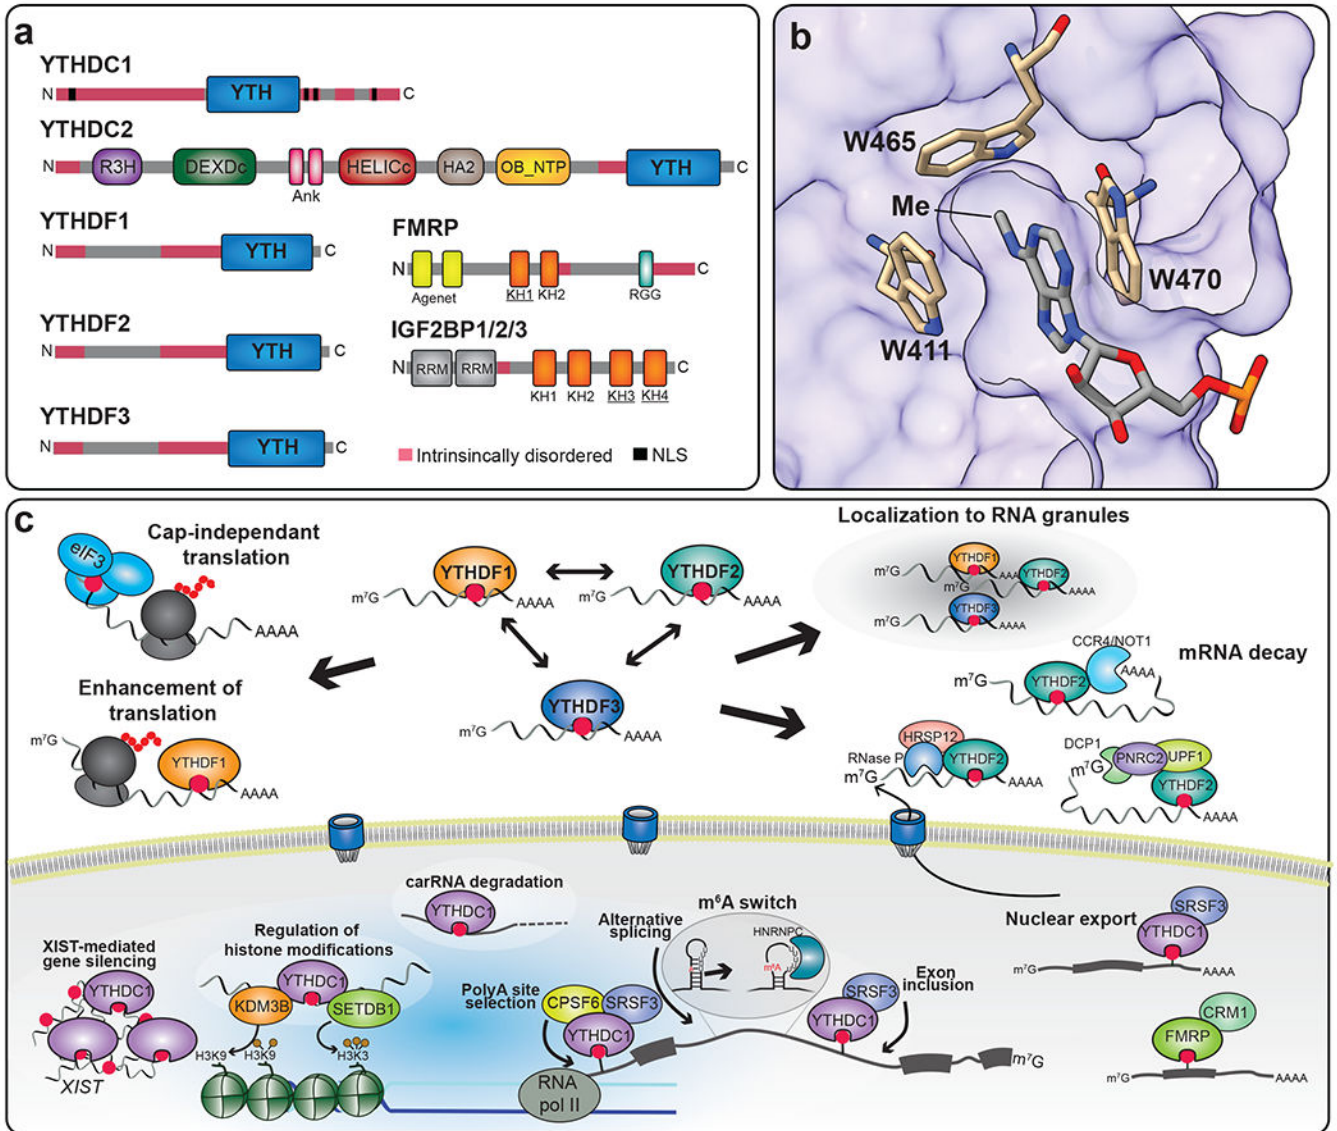 a
YTHDC1
N YTH C
YTHDC2
N R3H DEXDc HELICc HA2 OB_NTP YTH C
Ank
YTHDF1
N YTH C
FMRP
N C
Agenet KH1 KH2 RGG
YTHDF2
N YTH C
IGF2BP1/2/3
N RRM RRM C
KH1 KH2 KH3 KH4
YTHDF3
N YTH C
Intrinsincally disordered NLS
b
W465
Me
W470
W411
c
Cap-independant
translation
eIF3
AAAA
Enhancement of
translation
m⁷G
YTHDF1
AAAA
YTHDF1
m⁷G
AAAA
YTHDF2
m⁷G
AAAA
YTHDF3
m⁷G
AAAA
Localization to RNA granules
YTHDF1
m⁷G
AAA
YTHDF2
m⁷G
AAAA
YTHDF3
m⁷G
AAAA
mRNA decay
CCR4/NOT1
m⁷G
YTHDF2
AAAA
HRSP12
RNase P
YTHDF2
m⁷G
AAAA
DCP1
m⁷G
PNRC2
UPF1
YTHDF2
AAAA
carRNA degradation
YTHDC1
XIST-mediated
gene silencing
YTHDC1
XIST
Regulation of
histone modifications
YTHDC1
KDM3B
SETDB1
H3K9 H3K9 H3K3
Alternative
splicing
m⁶A switch
HNRNPC
m⁶A
PolyA site
selection
CPSF6 SRSF3
YTHDC1
RNA
pol II
SRSF3
YTHDC1
Exon
inclusion
m⁷G
Nuclear export
SRSF3
YTHDC1
m⁷G
AAAA
CRM1
FMRP
m⁷G
AAAA